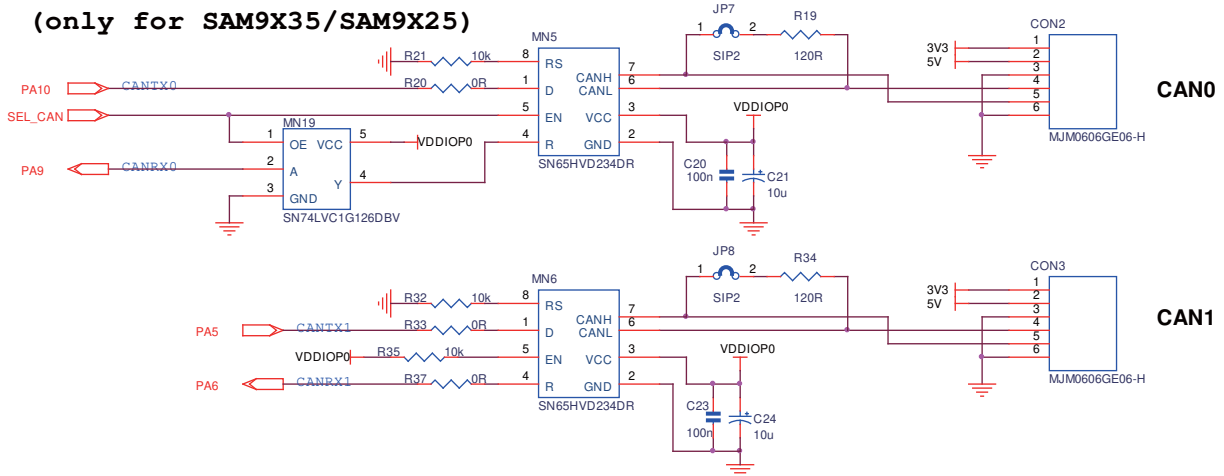 (only for SAM9X35/SAM9X25)
JP7
1 2
SIP2
R19
120R
CON2
3V3
5V
1
2
3
4
5
6
MJM0606GE06-H
CAN0
MN5
R21 10k 8 RS
PA10 CANTX0 R20 0R 1 D
SEL_CAN 5 EN
4 R
CANH 7
CANL 6
VCC 3
GND 2
SN65HVD234DR
VDDIOP0
C20
100n
C21
10u
MN19
1 OE VCC 5 VDDIOP0
PA9 CANRX0 2 A
Y 4
3 GND
SN74LVC1G126DBV
JP8
1 2
SIP2
R34
120R
CON3
3V3
5V
1
2
3
4
5
6
MJM0606GE06-H
CAN1
MN6
R32 10k 8 RS
PA5 CANTX1 R33 0R 1 D
VDDIOP0 R35 10k 5 EN
PA6 CANRX1 R37 0R 4 R
CANH 7
CANL 6
VCC 3
GND 2
SN65HVD234DR
VDDIOP0
C23
100n
C24
10u